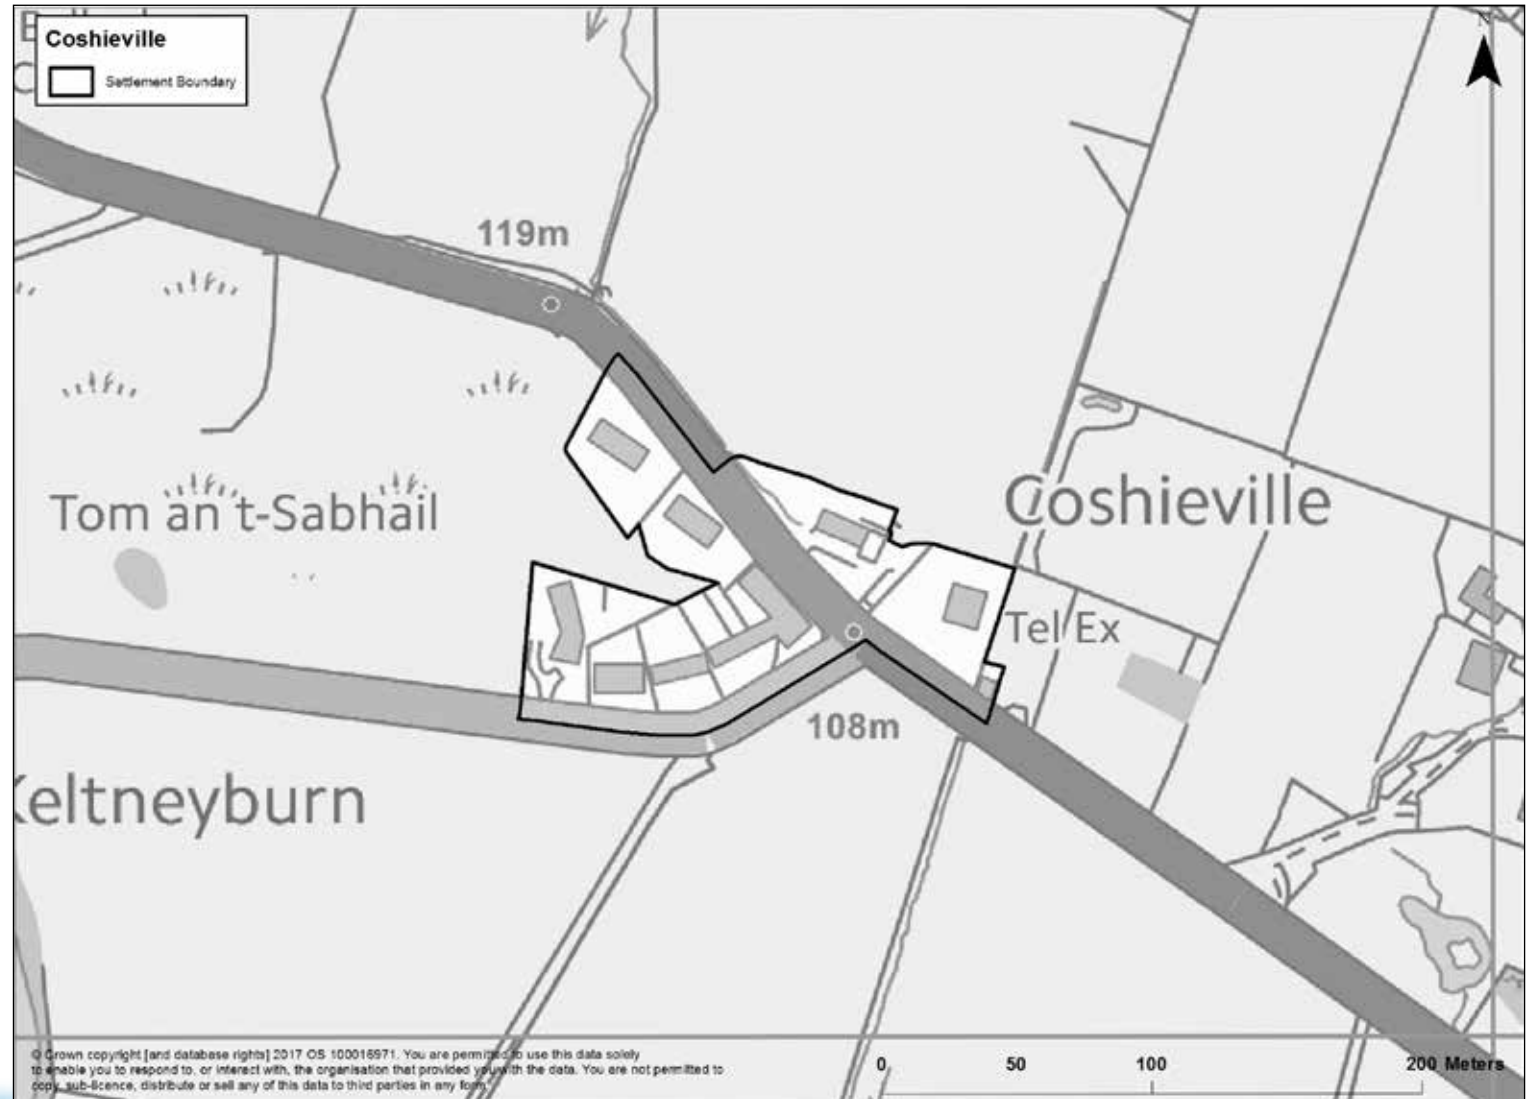 Coshieville
Settlement Boundary
N
119m
Tom an t-Sabhail
Coshieville
Tel Ex
108m
Keltneyburn
© Crown copyright [and database rights] 2017 OS 100016971. You are permitted to use this data solely
to enable you to respond to, or interact with, the organisation that provided you with the data. You are not permitted to
copy, sub-licence, distribute or sell any of this data to third parties in any form.
0 50 100 200 Meters